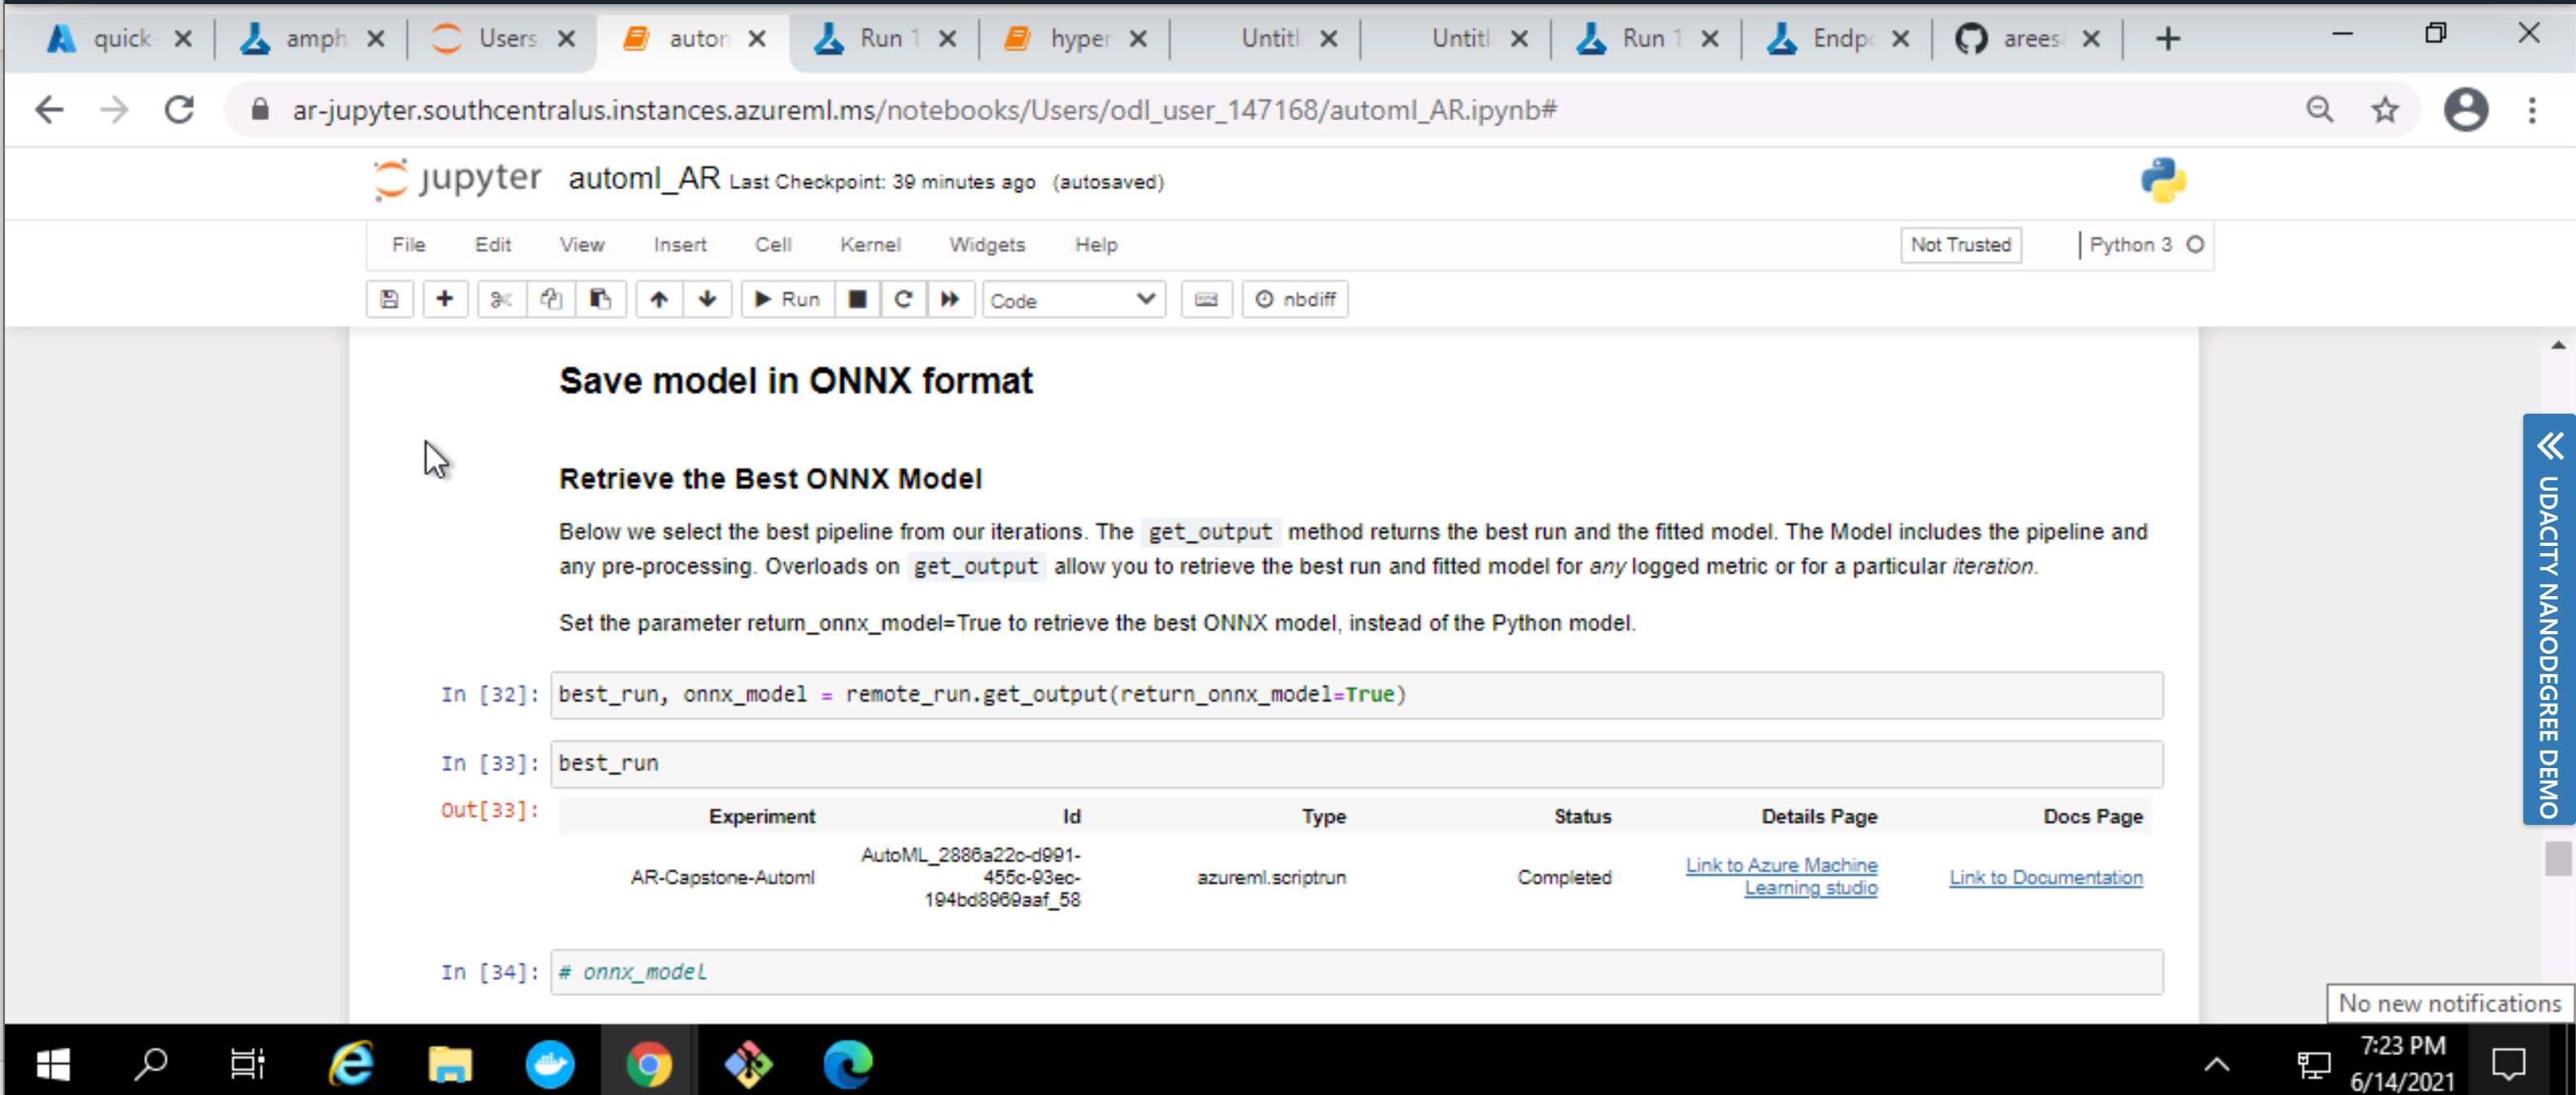 quick-
amph
Users
auton
Run 1
hyper
Untitl
Untitl
Run 1
Endpo
arees
ar-jupyter.southcentralus.instances.azureml.ms/notebooks/Users/odl_user_147168/automl_AR.ipynb#
jupyter automl_AR Last Checkpoint: 39 minutes ago (autosaved)
File Edit View Insert Cell Kernel Widgets Help Not Trusted Python 3
Run Code nbdiff
Save model in ONNX format
Retrieve the Best ONNX Model
Below we select the best pipeline from our iterations. The get_output method returns the best run and the fitted model. The Model includes the pipeline and
any pre-processing. Overloads on get_output allow you to retrieve the best run and fitted model for any logged metric or for a particular iteration.
Set the parameter return_onnx_model=True to retrieve the best ONNX model, instead of the Python model.
In [32]: best_run, onnx_model = remote_run.get_output(return_onnx_model=True)
In [33]: best_run
Out[33]:
Experiment Id Type Status Details Page Docs Page
AR-Capstone-Automl
AutoML_2886a22c-d991-
455c-93ec-
194bd8969aaf_58
azureml.scriptrun
Completed
Link to Azure Machine
Learning studio
Link to Documentation
In [34]: # onnx_model
UDACITY NANODEGREE DEMO
No new notifications
7:23 PM
6/14/2021